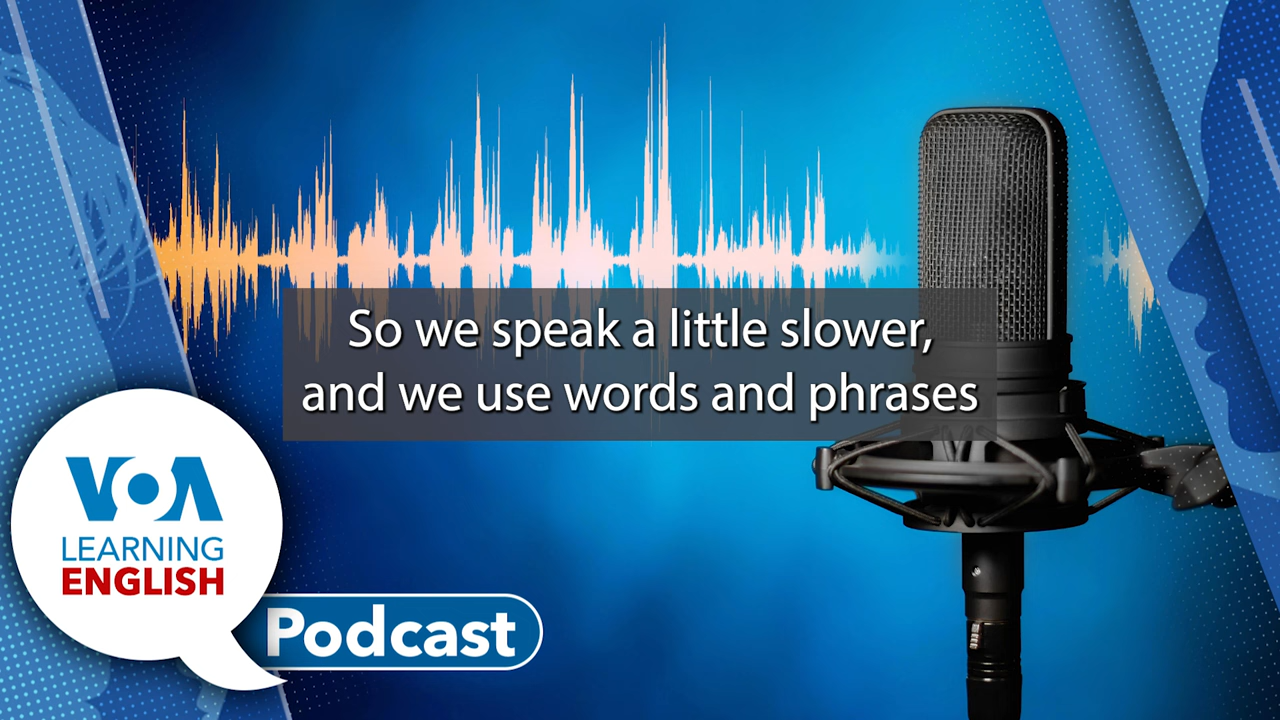 So we speak a little slower,
and we use words and phrases
VOA
LEARNING
ENGLISH
Podcast